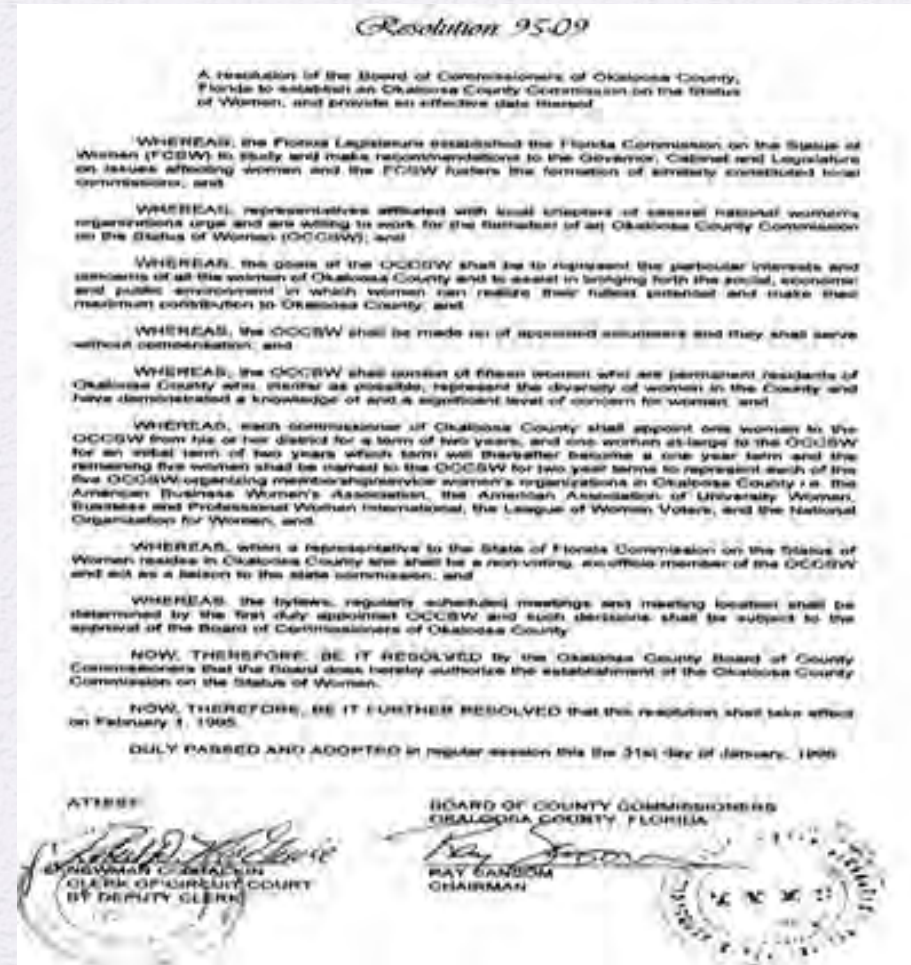 Resolution 95-09
A resolution of the Board of Commissioners of Okaloosa County,
Florida to establish an Okaloosa County Commission on the Status
of Women, and provide an effective date thereof
WHEREAS, the Florida Legislature established the Florida Commission on the Status of
Women (FCSW) to study and make recommendations to the Governor, Cabinet and Legislature
on issues affecting women and the FCSW fosters the formation of similarly constituted local
commissions, and
WHEREAS, representatives affiliated with local chapters of several national women's
organizations urge and are willing to work for the formation of an Okaloosa County Commission
on the Status of Women (OCCSW); and
WHEREAS, the goals of the OCCSW shall be to represent the particular interests and
concerns of all the women of Okaloosa County and to assist in bringing forth the social, economic
and public environment in which women can realize their fullest potential and make their
maximum contribution to Okaloosa County; and
WHEREAS, the OCCSW shall be made up of appointed volunteers and they shall serve
without compensation; and
WHEREAS, the OCCSW shall consist of fifteen women who are permanent residents of
Okaloosa County who, as possible, represent the diversity of women in the County and
have demonstrated a knowledge of and a significant level of concern for women; and
WHEREAS, each commissioner of Okaloosa County shall appoint one woman to the
OCCSW from his or her district for a term of two years, and one woman at-large to the OCCSW
for an initial term of two years which term will thereafter become a one year term and the
remaining five women shall be named to the OCCSW for two year terms to represent each of the
five OCCSW organizing membership/service women's organizations in Okaloosa County i.e. the
American Business Women's Association, the American Association of University Women,
Business and Professional Women International, the League of Women Voters, and the National
Organization for Women, and
WHEREAS, when a representative to the State of Florida Commission on the Status of
Women resides in Okaloosa County she shall be a non-voting, ex-officio member of the OCCSW
and act as a liaison to the state commission; and
WHEREAS, the bylaws, regularly scheduled meetings and meeting location shall be
determined by the first duly appointed OCCSW and such decisions shall be subject to the
approval of the Board of Commissioners of Okaloosa County
NOW, THEREFORE, BE IT RESOLVED by the Okaloosa County Board of County
Commissioners that the Board does hereby authorize the establishment of the Okaloosa County
Commission on the Status of Women.
NOW, THEREFORE, BE IT FURTHER RESOLVED that this resolution shall take effect
on February 1, 1995.
DULY PASSED AND ADOPTED in regular session this the 31st day of January, 1995
ATTEST:
BOARD OF COUNTY COMMISSIONERS
OKALOOSA COUNTY, FLORIDA
NEWMAN C.
CLERK OF CIRCUIT COURT
BY DEPUTY CLERK
RAY SANSOM
CHAIRMAN